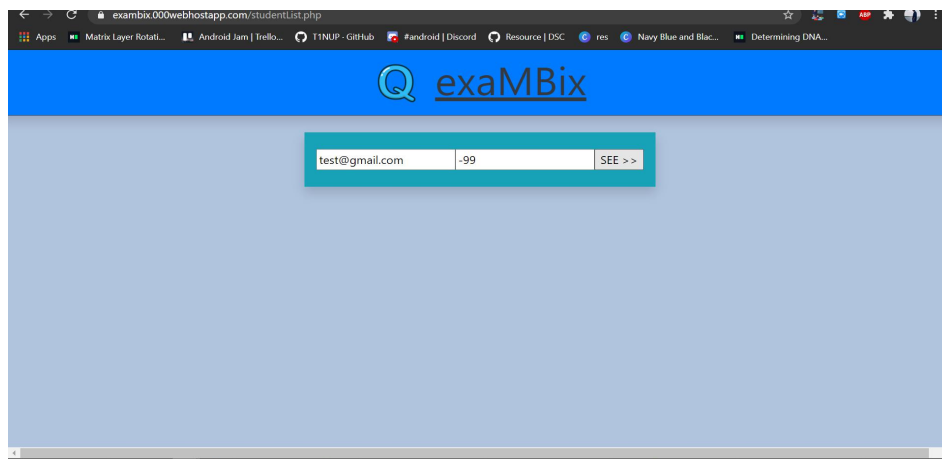 exambix.000webhostapp.com/studentList.php
ABP
Apps Matrix Layer Rotati... Android Jam | Trello... T1NUP · GitHub #android | Discord Resource | DSC C res C Navy Blue and Blac... Determining DNA...
Q exaMBix
test@gmail.com -99 SEE >>